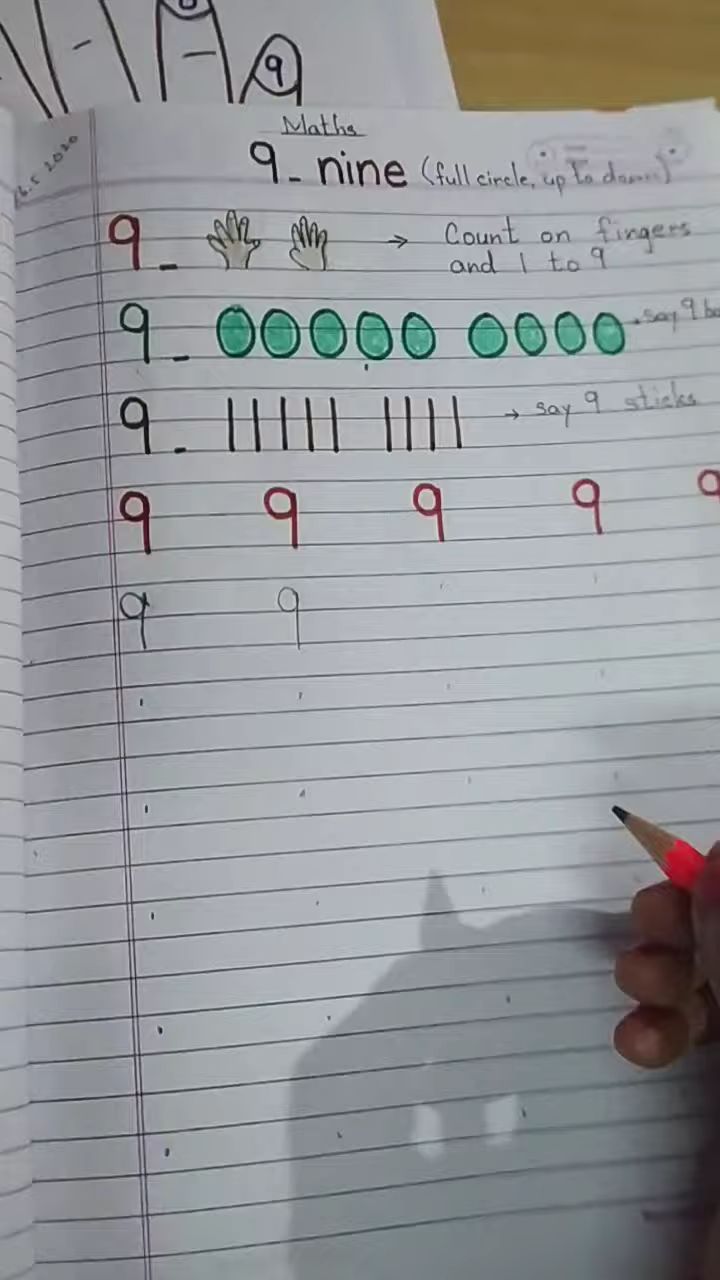 9
Maths
9 - nine (full circle, up to down)
9 - → Count on fingers
and 1 to 9
9 - say 9
9 - → say 9 sticks
9 9 9 9 9
9 9